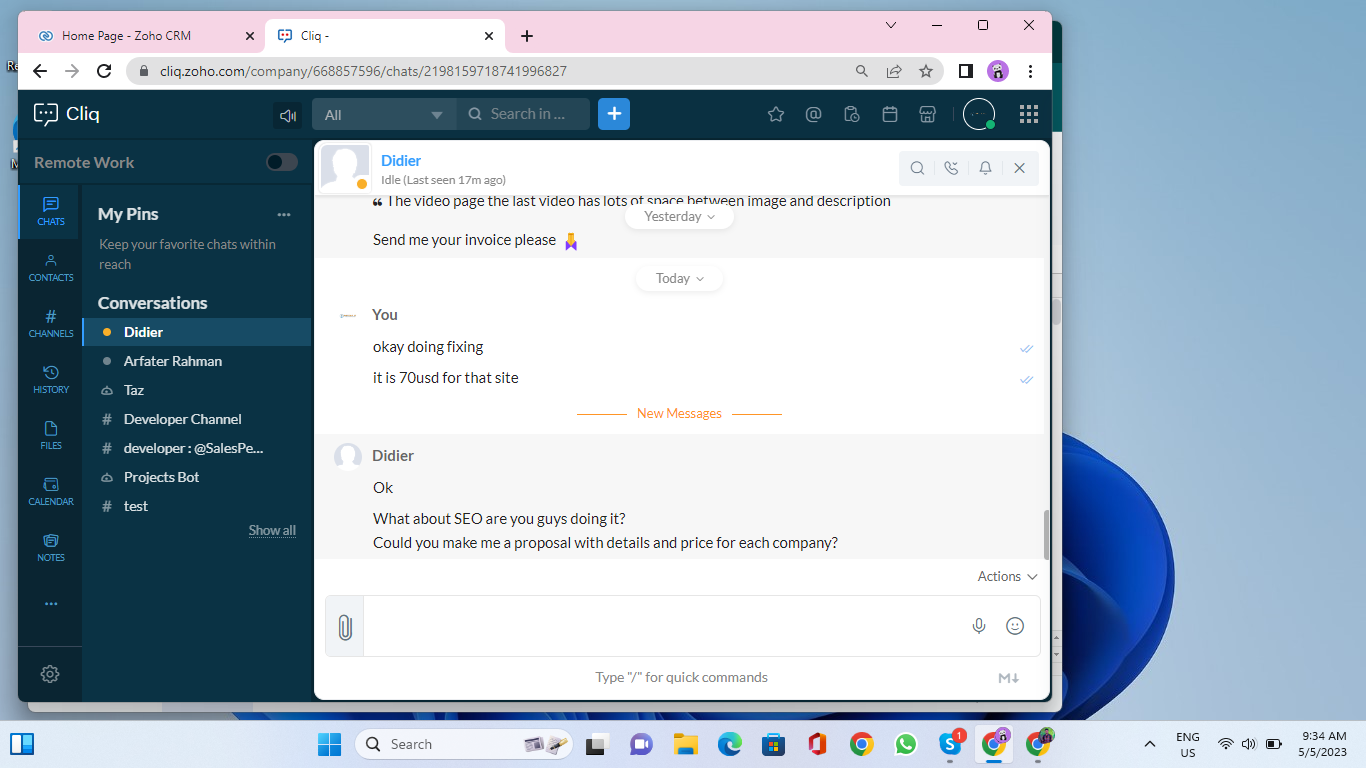 Re
Home Page - Zoho CRM
Cliq -
cliq.zoho.com/company/668857596/chats/2198159718741996827
Cliq
All
Search in ...
Remote Work
CHATS
CONTACTS
CHANNELS
HISTORY
FILES
CALENDAR
NOTES
My Pins
Keep your favorite chats within
reach
Conversations
Didier
Arfater Rahman
Taz
# Developer Channel
# developer : @SalesPe...
Projects Bot
# test
Show all
Didier
Idle (Last seen 17m ago)
❝ The video page the last video has lots of space between image and description
Yesterday
Send me your invoice please
Today
You
okay doing fixing
it is 70usd for that site
New Messages
Didier
Ok
What about SEO are you guys doing it?
Could you make me a proposal with details and price for each company?
Actions
Type "/" for quick commands
M↓
Search
S 1
ENG
US
9:34 AM
5/5/2023